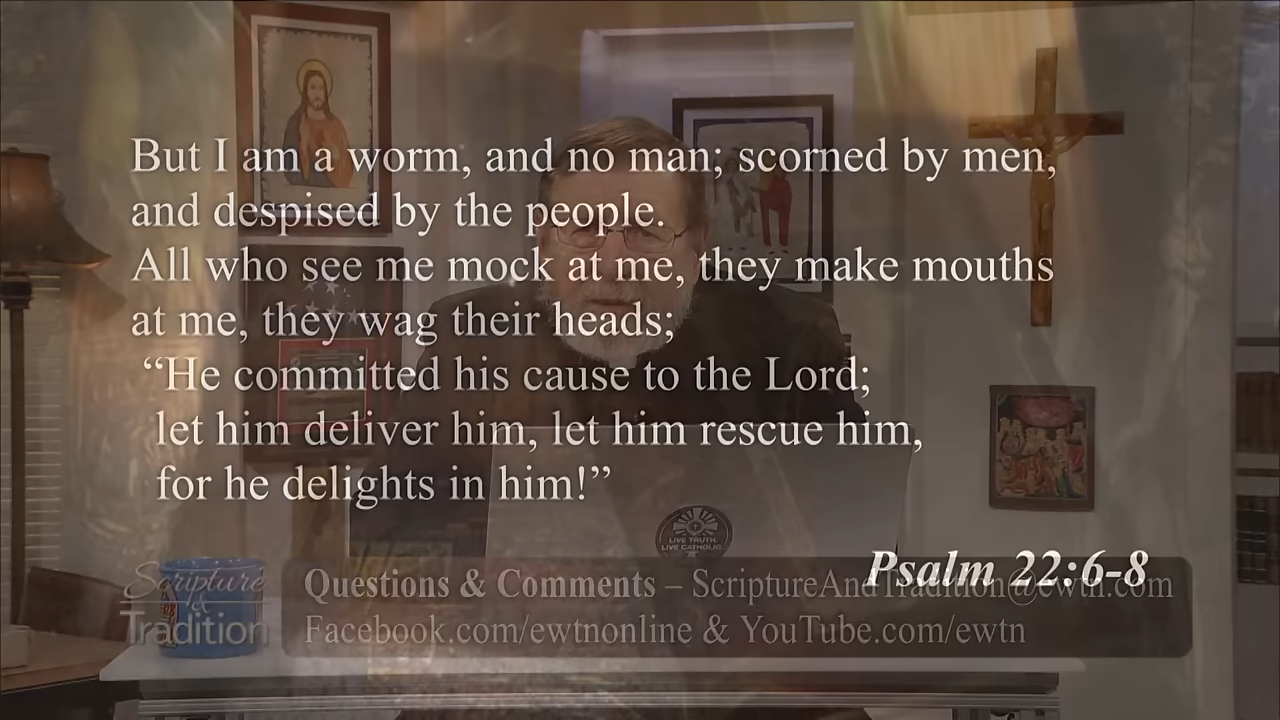 But I am a worm, and no man; scorned by men,
and despised by the people.
All who see me mock at me, they make mouths
at me, they wag their heads;
“He committed his cause to the Lord;
let him deliver him, let him rescue him,
for he delights in him!”
LIVE TRUTH.
LIVE CATHOLIC.
Psalm 22:6-8
Scripture
&
Tradition
Questions & Comments – ScriptureAndTradition@ewtn.com
Facebook.com/ewtnonline & YouTube.com/ewtn